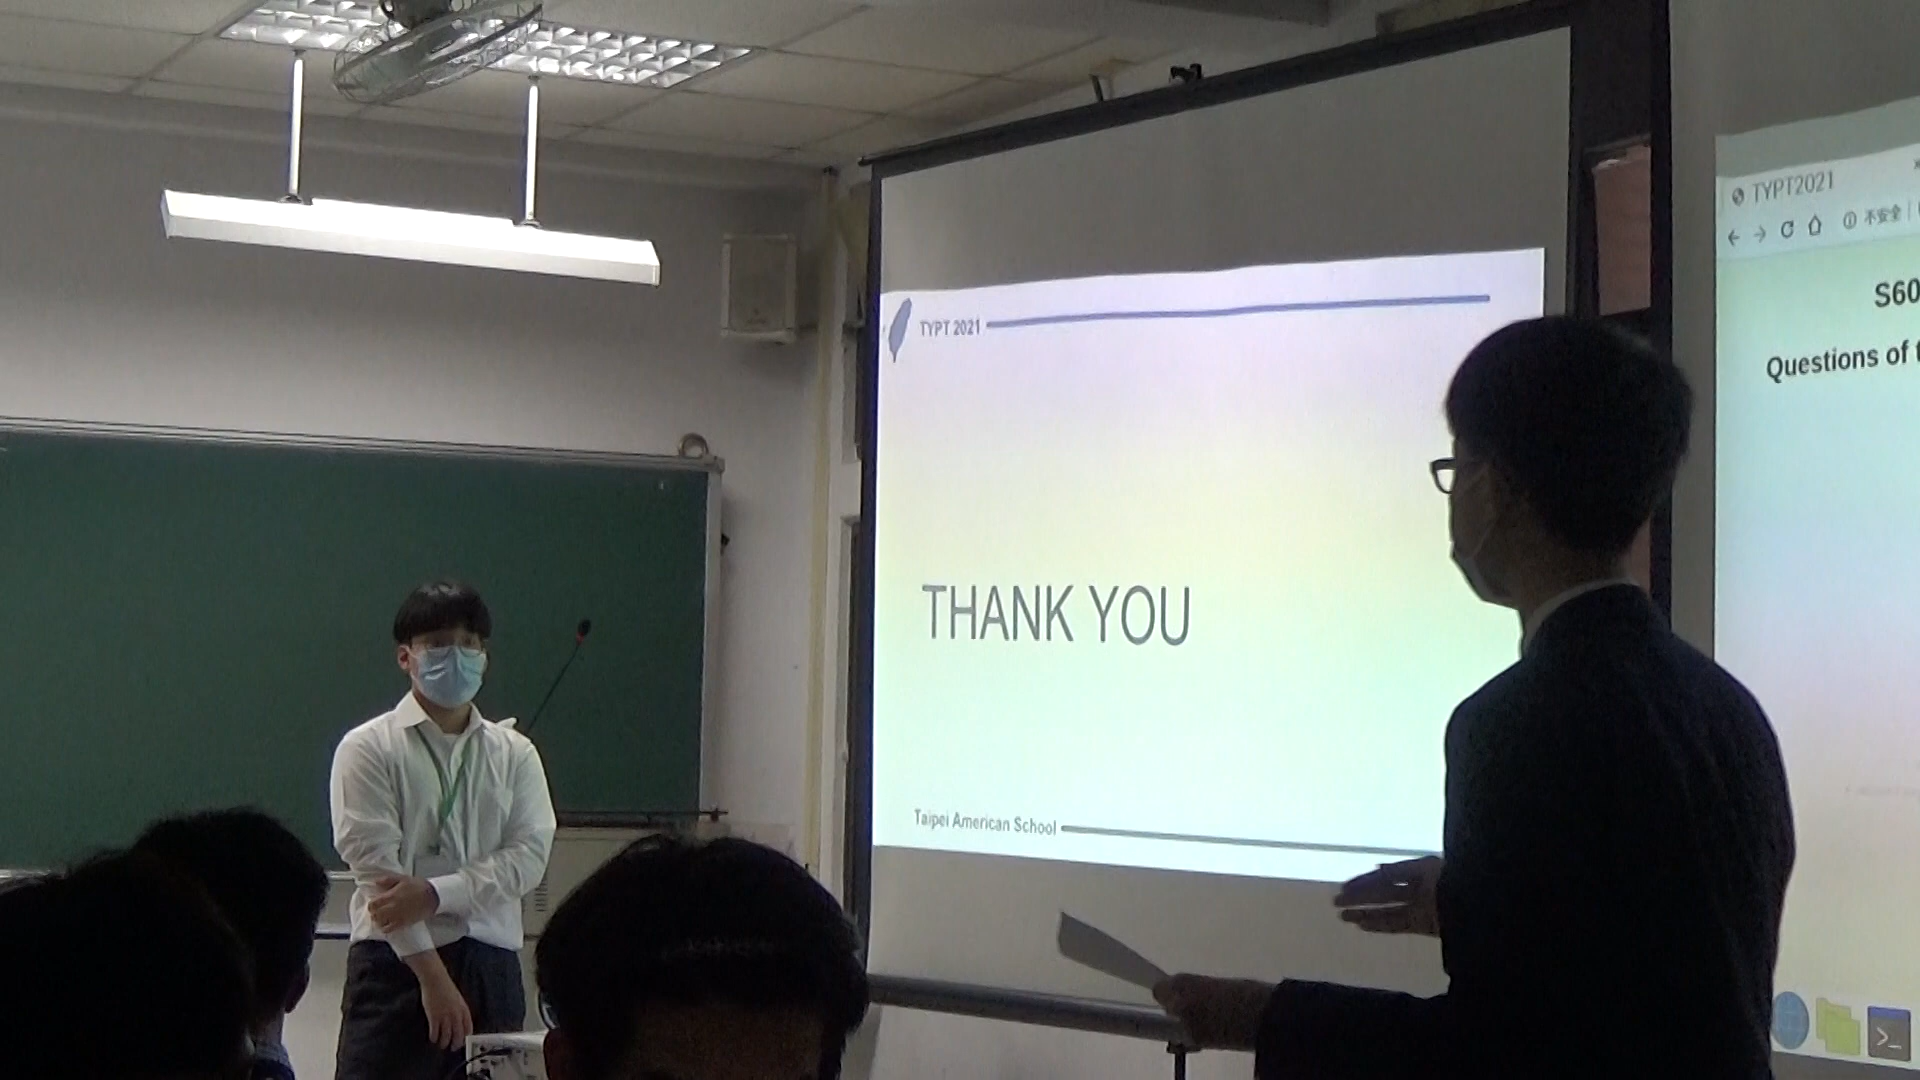 TYPT 2021
THANK YOU
Taipei American School
TYPT2021
不安全
S60
Questions of